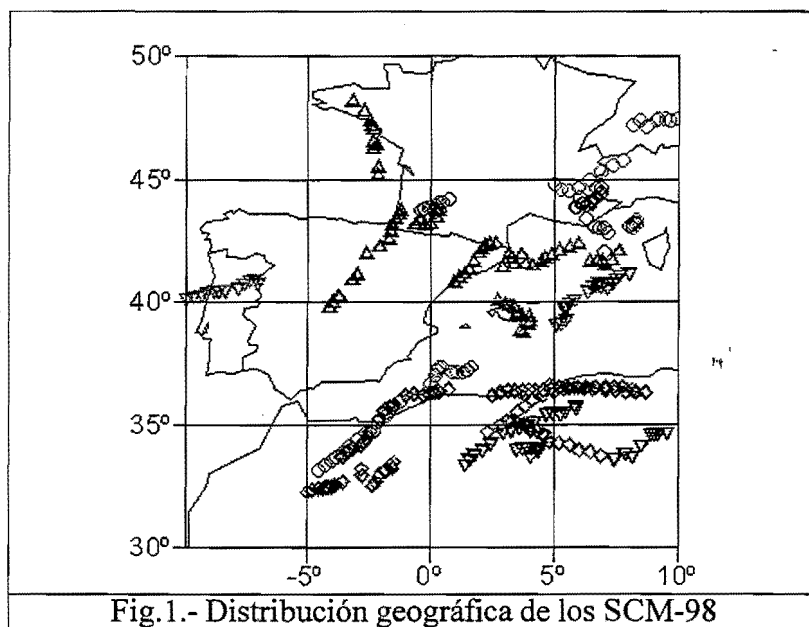 50º
45º
40º
35º
30º
-5º 0º 5º 10º
Fig.1.- Distribución geográfica de los SCM-98